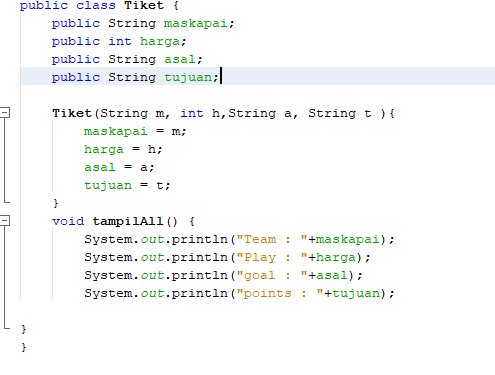 public class Tiket {
public String maskapai;
public int harga;
public String asal;
public String tujuan;
Tiket(String m, int h,String a, String t ){
maskapai = m;
harga = h;
asal = a;
tujuan = t;
}
void tampilAll() {
System.out.println("Team : "+maskapai);
System.out.println("Play : "+harga);
System.out.println("goal : "+asal);
System.out.println("points : "+tujuan);
}
}